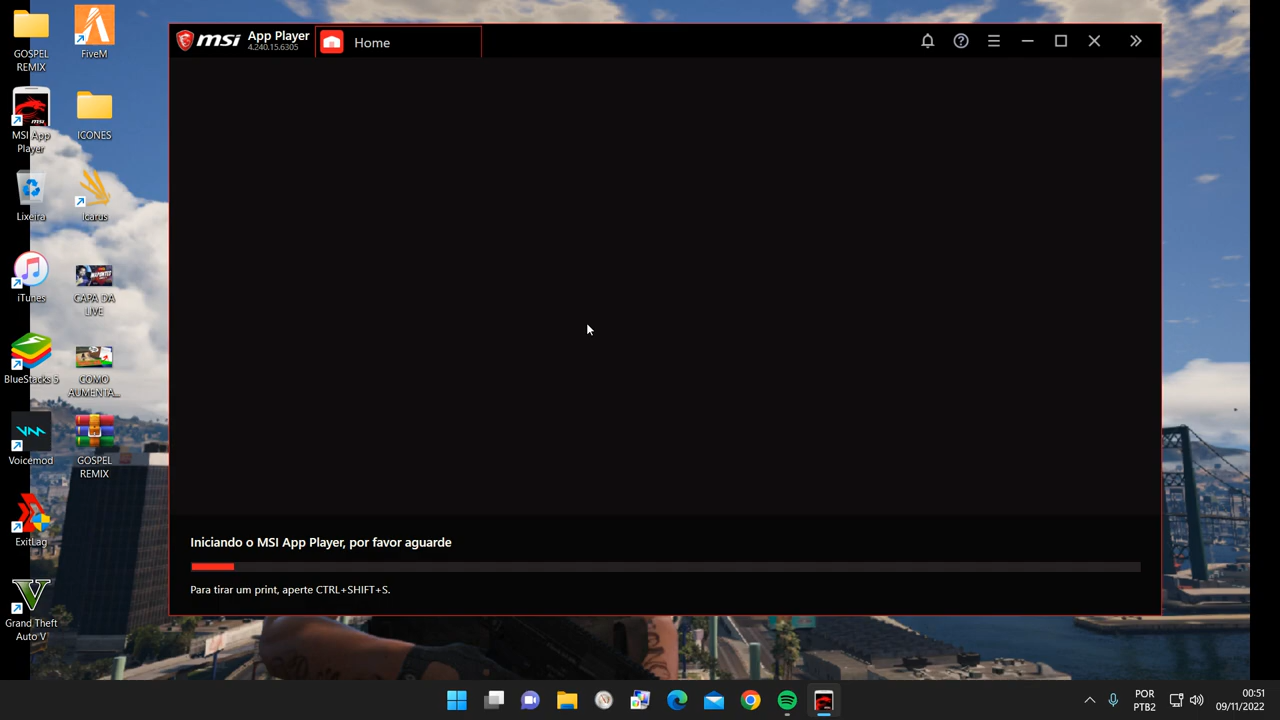 GOSPEL
REMIX
FiveM
MSI App
Player
ICONES
Lixeira
Icarus
iTunes
CAPA DA
LIVE
BlueStacks 5
COMO
AUMENTA...
Voicemod
GOSPEL
REMIX
ExitLag
Grand Theft
Auto V
msi App Player
4.240.15.6305
Home
Iniciando o MSI App Player, por favor aguarde
Para tirar um print, aperte CTRL+SHIFT+S.
POR
PTB2
00:51
09/11/2022